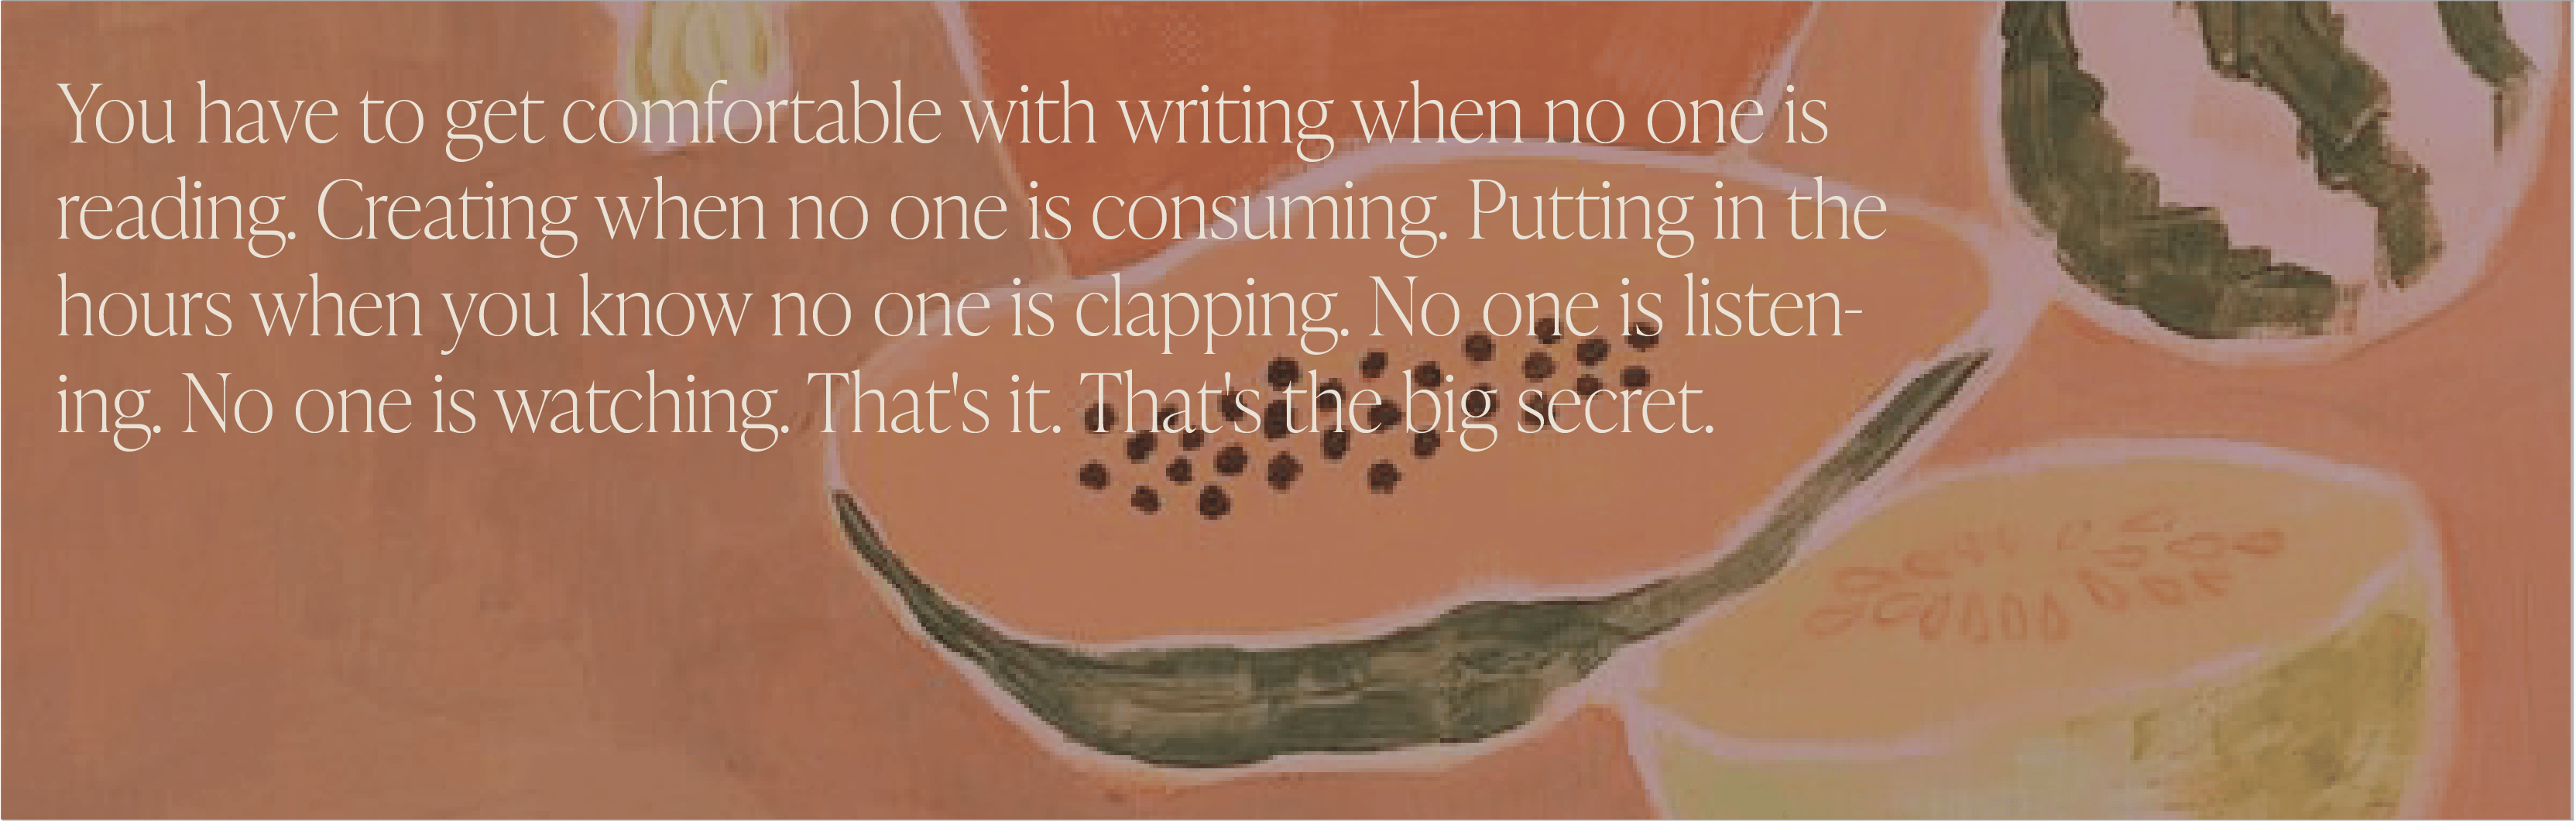 You have to get comfortable with writing when no one is
reading. Creating when no one is consuming. Putting in the
hours when you know no one is clapping. No one is listen-
ing. No one is watching. That's it. That's the big secret.